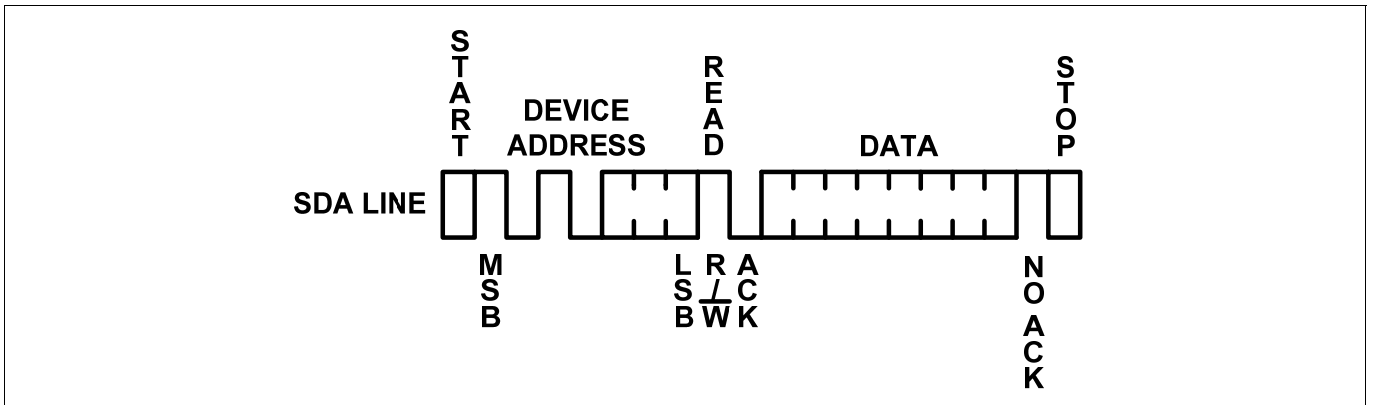 START
DEVICE
ADDRESS
READ
DATA
STOP
SDA LINE
MSB
LSB
R/W
ACK
NO ACK